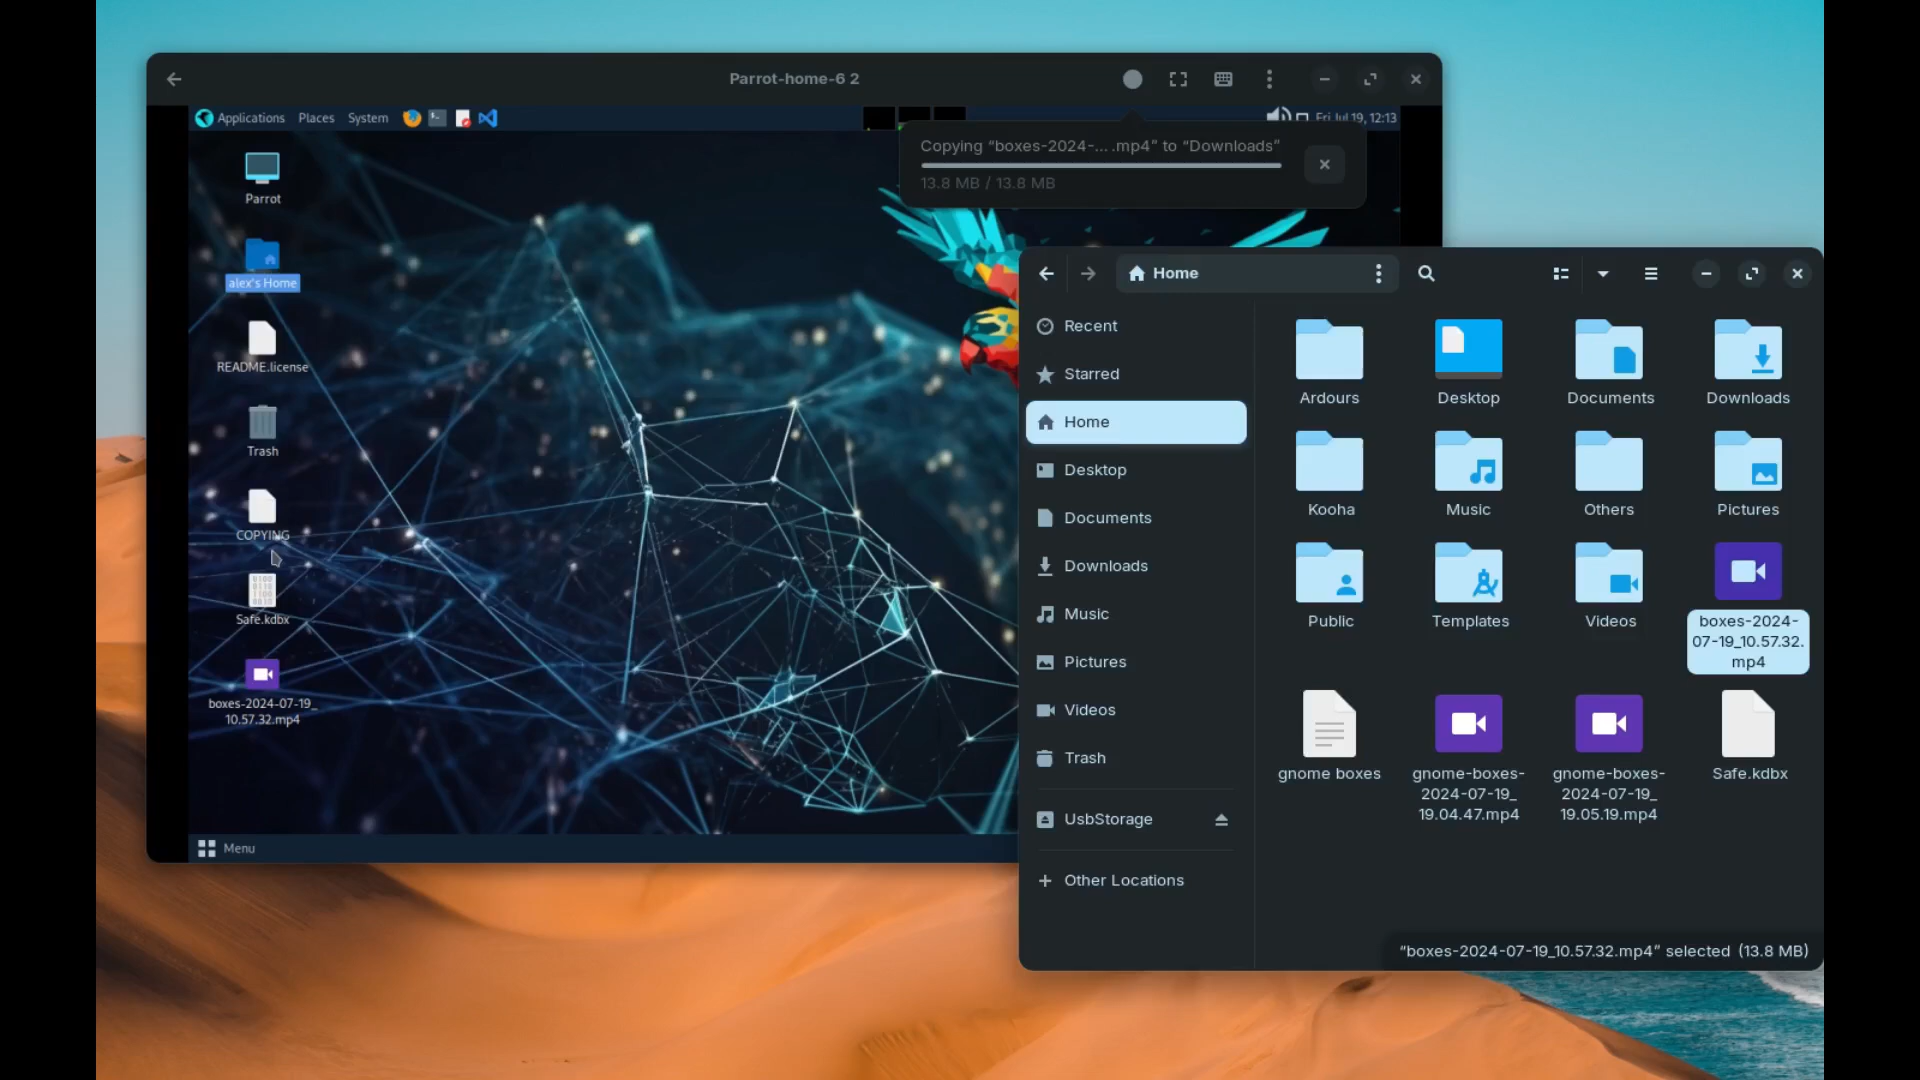 Parrot-home-6 2
Applications Places System
Fri Jul 19, 12:13
Copying “boxes-2024-... .mp4” to “Downloads”
13.8 MB / 13.8 MB
Parrot
alex's Home
README.license
Trash
COPYING
Safe.kdbx
boxes-2024-07-19_
10.57.32.mp4
Menu
Home
Recent
Starred
Home
Desktop
Documents
Downloads
Music
Pictures
Videos
Trash
UsbStorage
Other Locations
Ardours
Desktop
Documents
Downloads
Kooha
Music
Others
Pictures
Public
Templates
Videos
boxes-2024-
07-19_10.57.32.
mp4
gnome boxes
gnome-boxes-
2024-07-19_
19.04.47.mp4
gnome-boxes-
2024-07-19_
19.05.19.mp4
Safe.kdbx
“boxes-2024-07-19_10.57.32.mp4” selected (13.8 MB)